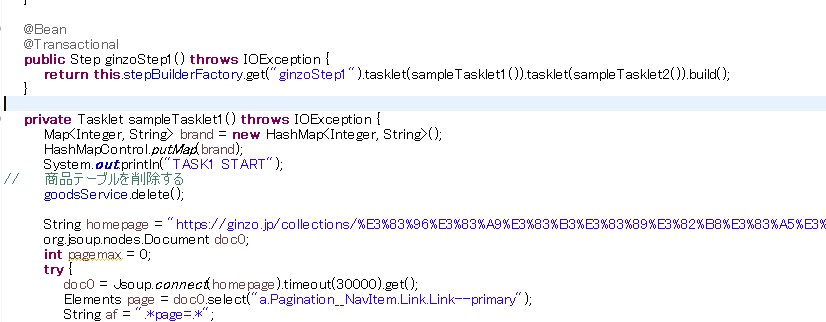 }
@Bean
@Transactional
public Step ginzoStep1() throws IOException {
return this.stepBuilderFactory.get("ginzoStep1").tasklet(sampleTasklet1()).tasklet(sampleTasklet2()).build();
}
private Tasklet sampleTasklet1() throws IOException {
Map<Integer, String> brand = new HashMap<Integer, String>();
HashMapControl.putMap(brand);
System.out.println("TASK1 START");
// 商品テーブルを削除する
goodsService.delete();
String homepage = "https://ginzo.jp/collections/%E3%83%96%E3%83%A9%E3%83%B3%E3%83%89%E3%82%B8%E3%83%A5%E3%
org.jsoup.nodes.Document doc0;
int pagemax = 0;
try {
doc0 = Jsoup.connect(homepage).timeout(30000).get();
Elements page = doc0.select("a.Pagination__NavItem.Link.Link--primary");
String af = ".*page=.*";